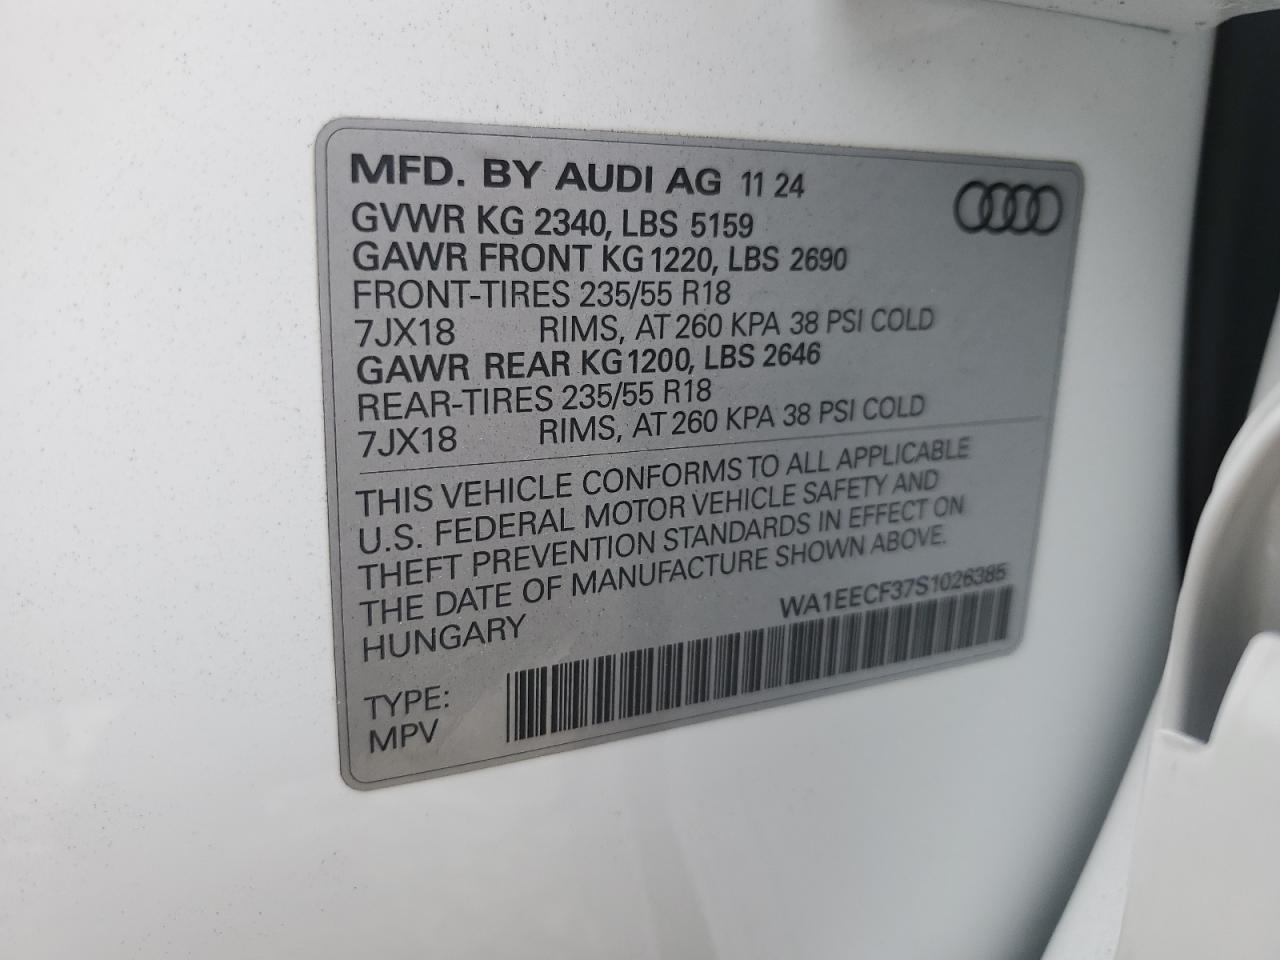 MFD. BY AUDI AG 11 24
GVWR KG 2340, LBS 5159
GAWR FRONT KG 1220, LBS 2690
FRONT-TIRES 235/55 R18
7JX18 RIMS, AT 260 KPA 38 PSI COLD
GAWR REAR KG 1200, LBS 2646
REAR-TIRES 235/55 R18
7JX18 RIMS, AT 260 KPA 38 PSI COLD
THIS VEHICLE CONFORMS TO ALL APPLICABLE
U.S. FEDERAL MOTOR VEHICLE SAFETY AND
THEFT PREVENTION STANDARDS IN EFFECT ON
THE DATE OF MANUFACTURE SHOWN ABOVE.
HUNGARY
WA1EECF37S1026385
TYPE:
MPV